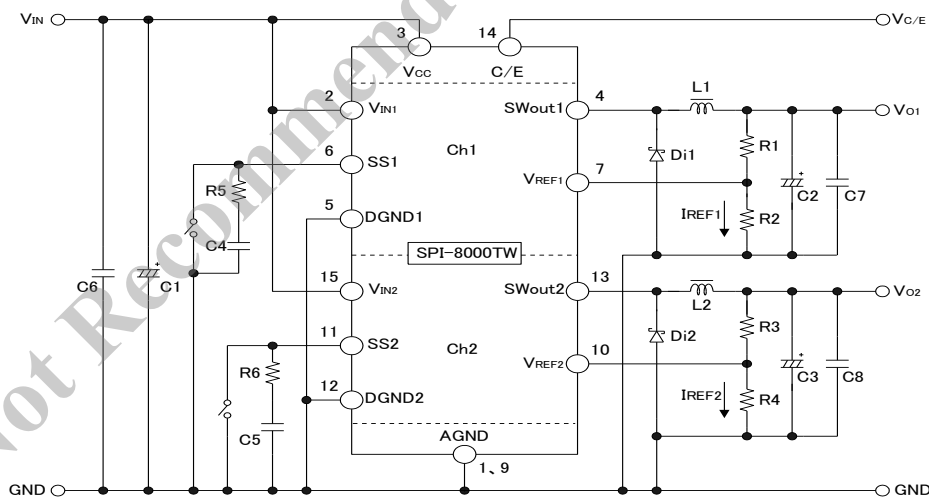 Not Recommend
VIN
VC/E
3
14
VCC
C/E
2
VIN1
SWout1
4
L1
VO1
6
SS1
Ch1
R5
Di1
R1
VREF1
7
C2
C7
5
DGND1
IREF1
R2
C4
SPI-8000TW
C6
C1
15
VIN2
SWout2
13
L2
VO2
11
SS2
Ch2
R6
Di2
R3
VREF2
10
C3
C8
12
DGND2
IREF2
R4
C5
AGND
1、9
GND
GND
+
+
+